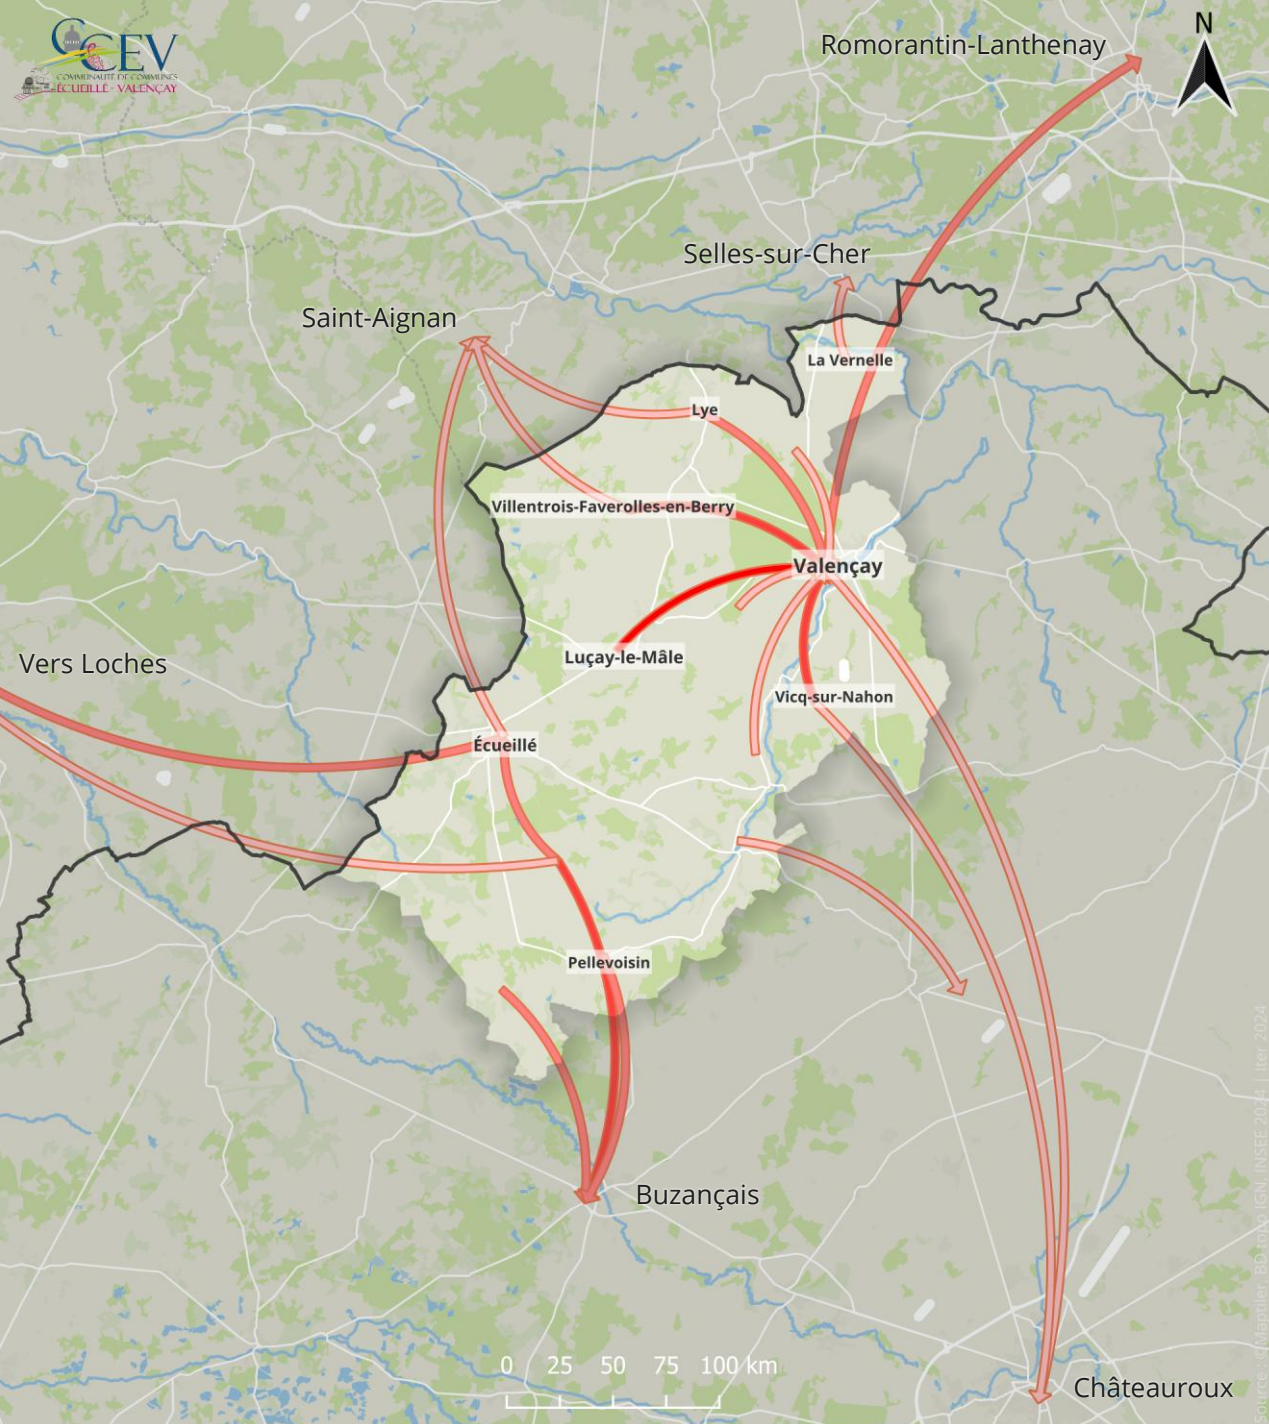 CCEV
COMMUNAUTÉ DE COMMUNES
ÉCUEILLÉ - VALENÇAY
Romorantin-Lanthenay
N
Selles-sur-Cher
Saint-Aignan
La Vernelle
Lye
Villentrois-Faverolles-en-Berry
Valençay
Luçay-le-Mâle
Vers Loches
Vicq-sur-Nahon
Écueillé
Pellevoisin
Buzançais
0 25 50 75 100 km
Châteauroux